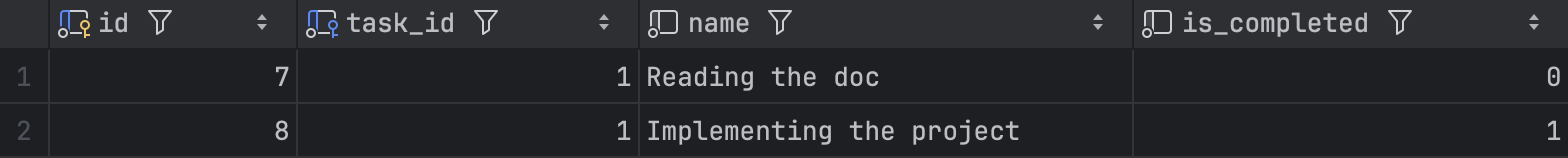 id task_id name is_completed
1 7 1 Reading the doc 0
2 8 1 Implementing the project 1